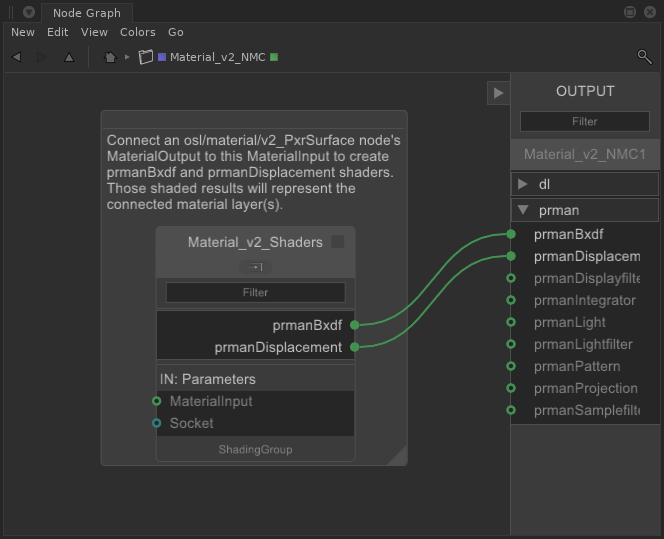 Node Graph
New Edit View Colors Go
Material_v2_NMC
OUTPUT
Filter
Material_v2_NMC1
dl
prman
prmanBxdf
prmanDisplacem
prmanDisplayfilte
prmanIntegrator
prmanLight
prmanLightfilter
prmanPattern
prmanProjection
prmanSamplefilte
Connect an osl/material/v2_PxrSurface node's
MaterialOutput to this MaterialInput to create
prmanBxdf and prmanDisplacement shaders.
Those shaded results will represent the
connected material layer(s).
Material_v2_Shaders
Filter
prmanBxdf
prmanDisplacement
IN: Parameters
MaterialInput
Socket
ShadingGroup